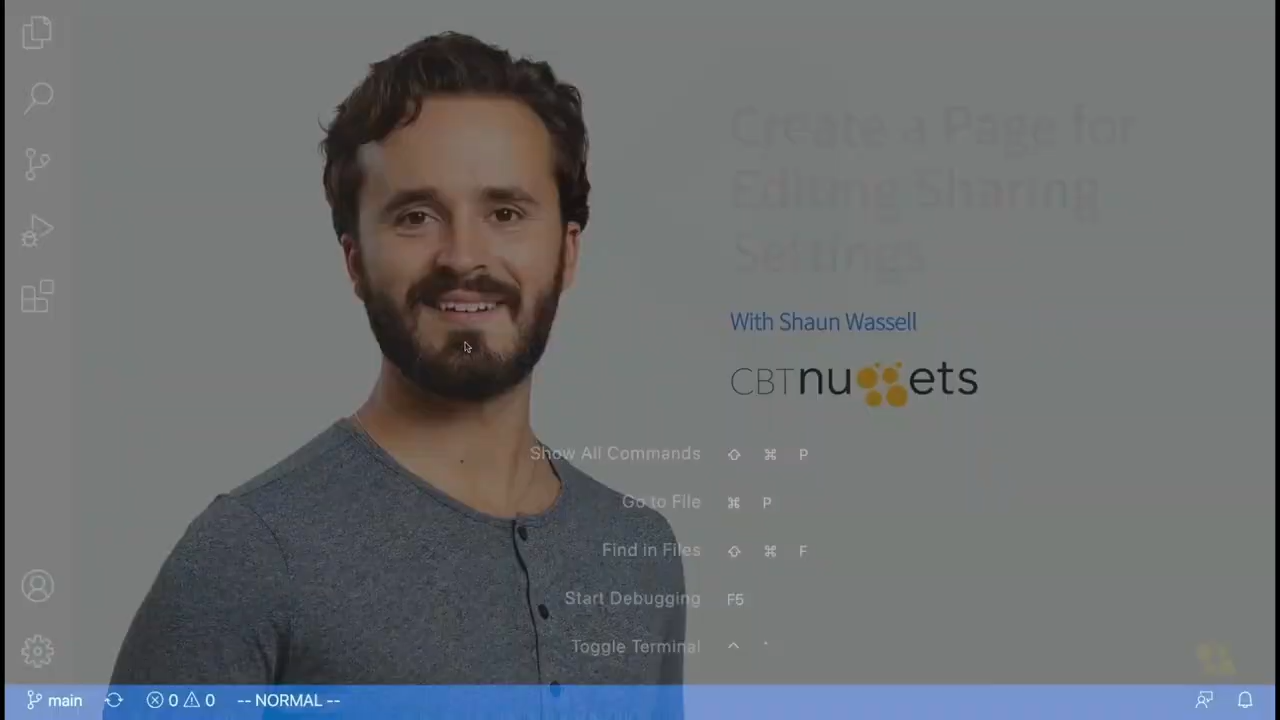 Create a Page for
Editing Sharing
Settings
With Shaun Wassell
CBTnuggets
Show All Commands ⇧ ⌘ P
Go to File ⌘ P
Find in Files ⇧ ⌘ F
Start Debugging F5
Toggle Terminal ^ `
main 0 0 -- NORMAL --